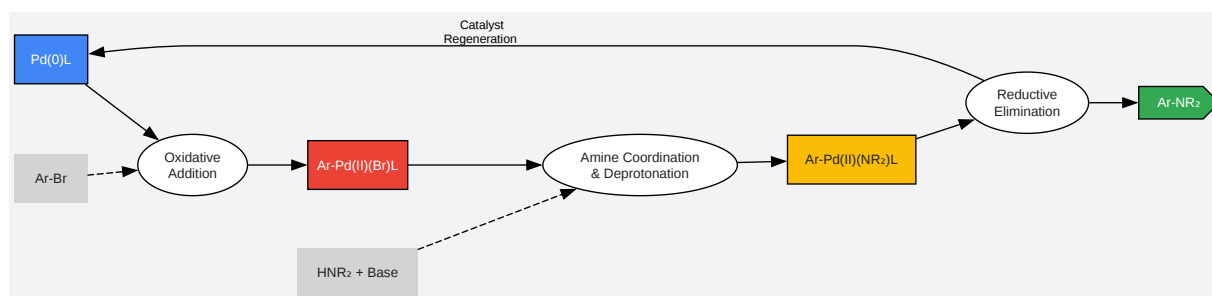 Catalyst
Regeneration
Pd(0)L
Reductive
Elimination
Ar-NR₂
Oxidative
Addition
Ar-Pd(II)(Br)L
Amine Coordination
& Deprotonation
Ar-Pd(II)(NR₂)L
Ar-Br
HNR₂ + Base